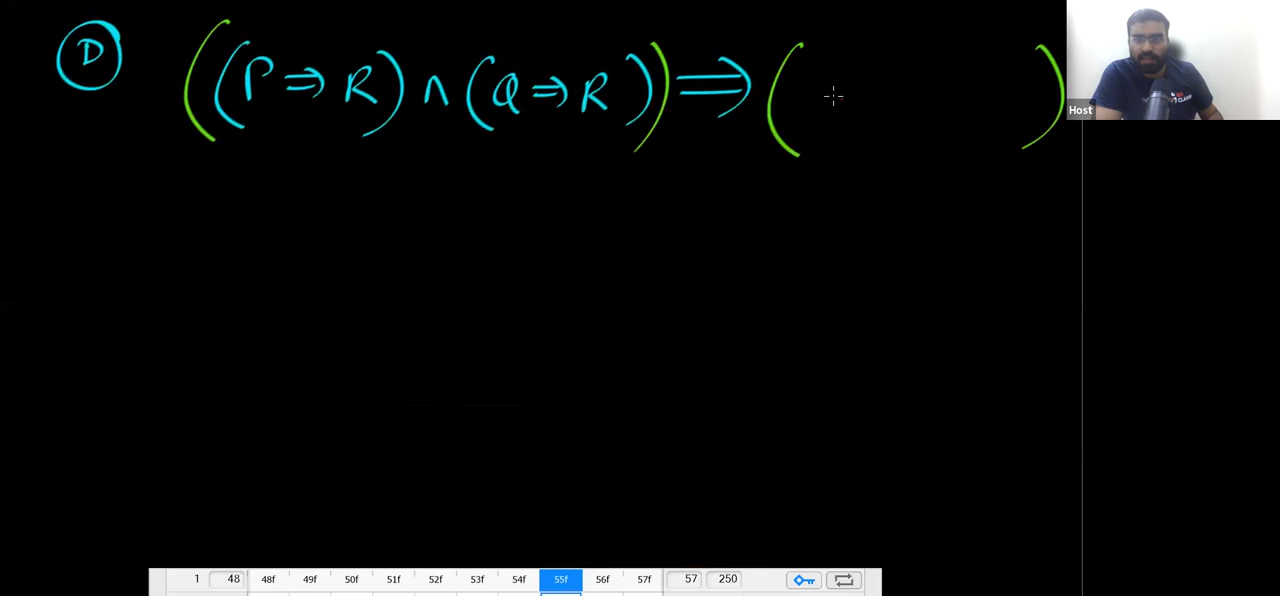 D ((P ⇒ R) ∧ (Q ⇒ R)) ⟹ ( )
Host
1 48 48f 49f 50f 51f 52f 53f 54f 55f 56f 57f 57 250